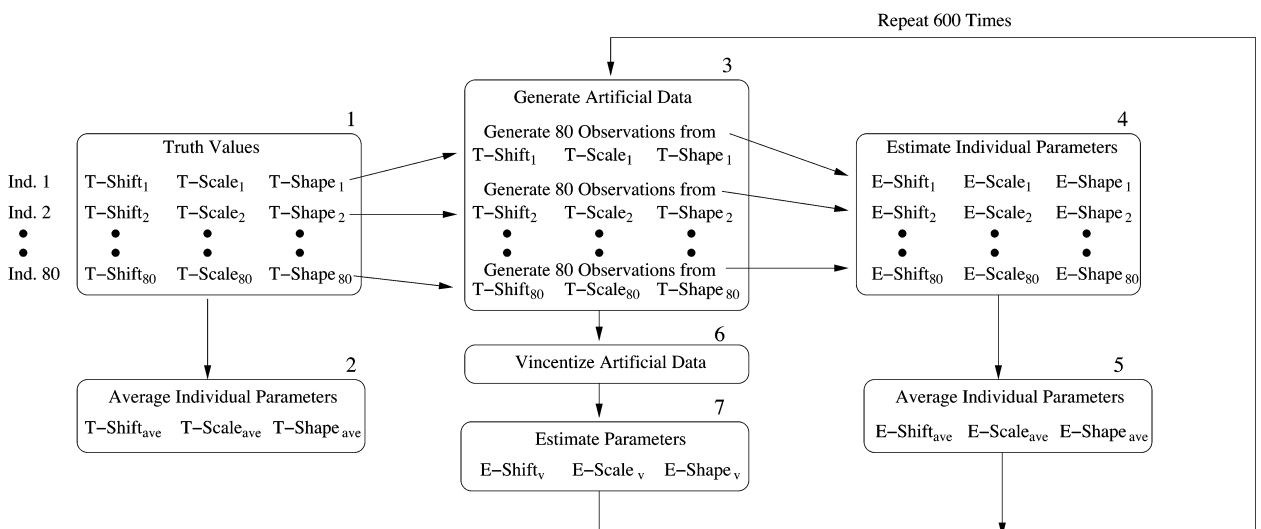 Repeat 600 Times
3
Generate Artificial Data
Generate 80 Observations from
T−Shift1 T−Scale1 T−Shape1
Generate 80 Observations from
T−Shift2 T−Scale2 T−Shape2
Generate 80 Observations from
T−Shift80 T−Scale80 T−Shape80
1
Truth Values
Ind. 1 T−Shift1 T−Scale1 T−Shape1
Ind. 2 T−Shift2 T−Scale2 T−Shape2
Ind. 80 T−Shift80 T−Scale80 T−Shape80
4
Estimate Individual Parameters
E−Shift1 E−Scale1 E−Shape1
E−Shift2 E−Scale2 E−Shape2
E−Shift80 E−Scale80 E−Shape80
2
Average Individual Parameters
T−Shiftave T−Scaleave T−Shapeave
6
Vincentize Artificial Data
7
Estimate Parameters
E−Shiftv E−Scalev E−Shapev
5
Average Individual Parameters
E−Shiftave E−Scaleave E−Shapeave